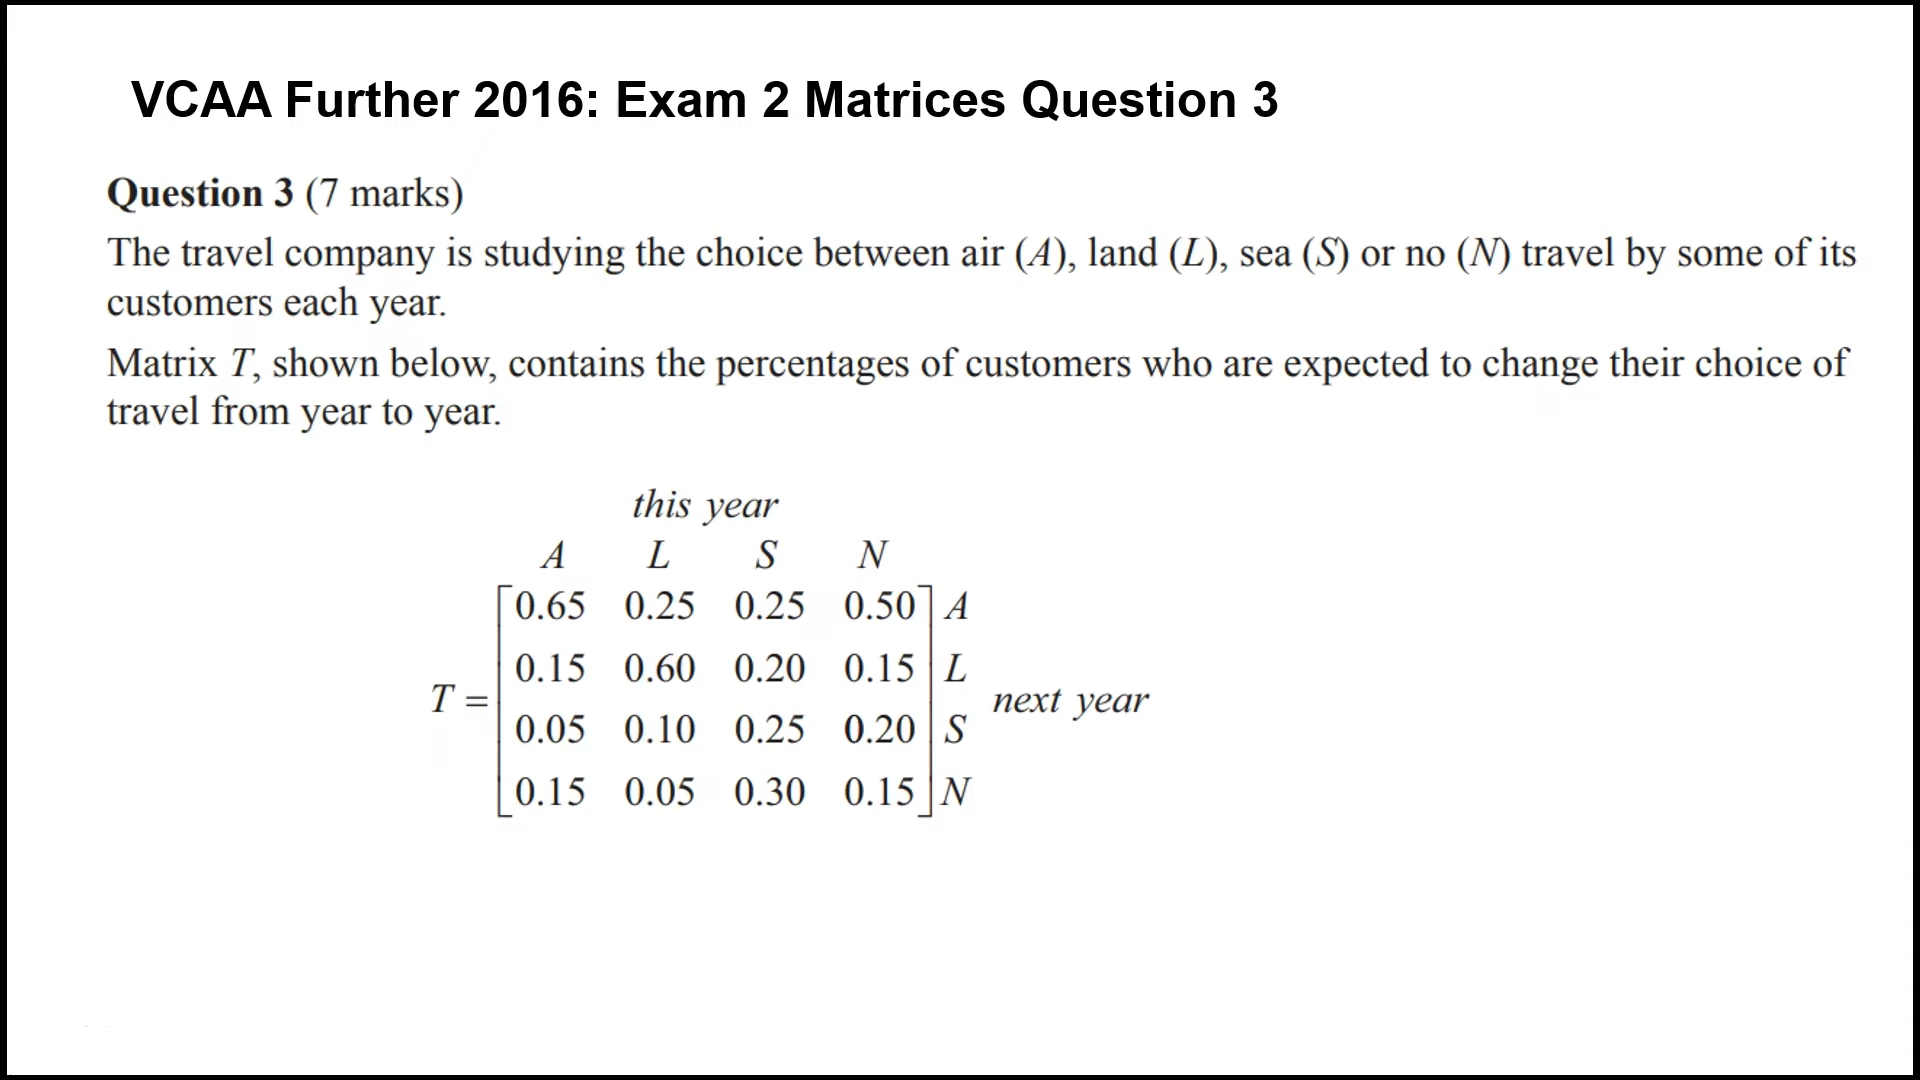 VCAA Further 2016: Exam 2 Matrices Question 3
Question 3 (7 marks)
The travel company is studying the choice between air (A), land (L), sea (S) or no (N) travel by some of its
customers each year.
Matrix T, shown below, contains the percentages of customers who are expected to change their choice of
travel from year to year.
this year
A L S N
0.65 0.25 0.25 0.50 A
0.15 0.60 0.20 0.15 L
T = next year
0.05 0.10 0.25 0.20 S
0.15 0.05 0.30 0.15 N